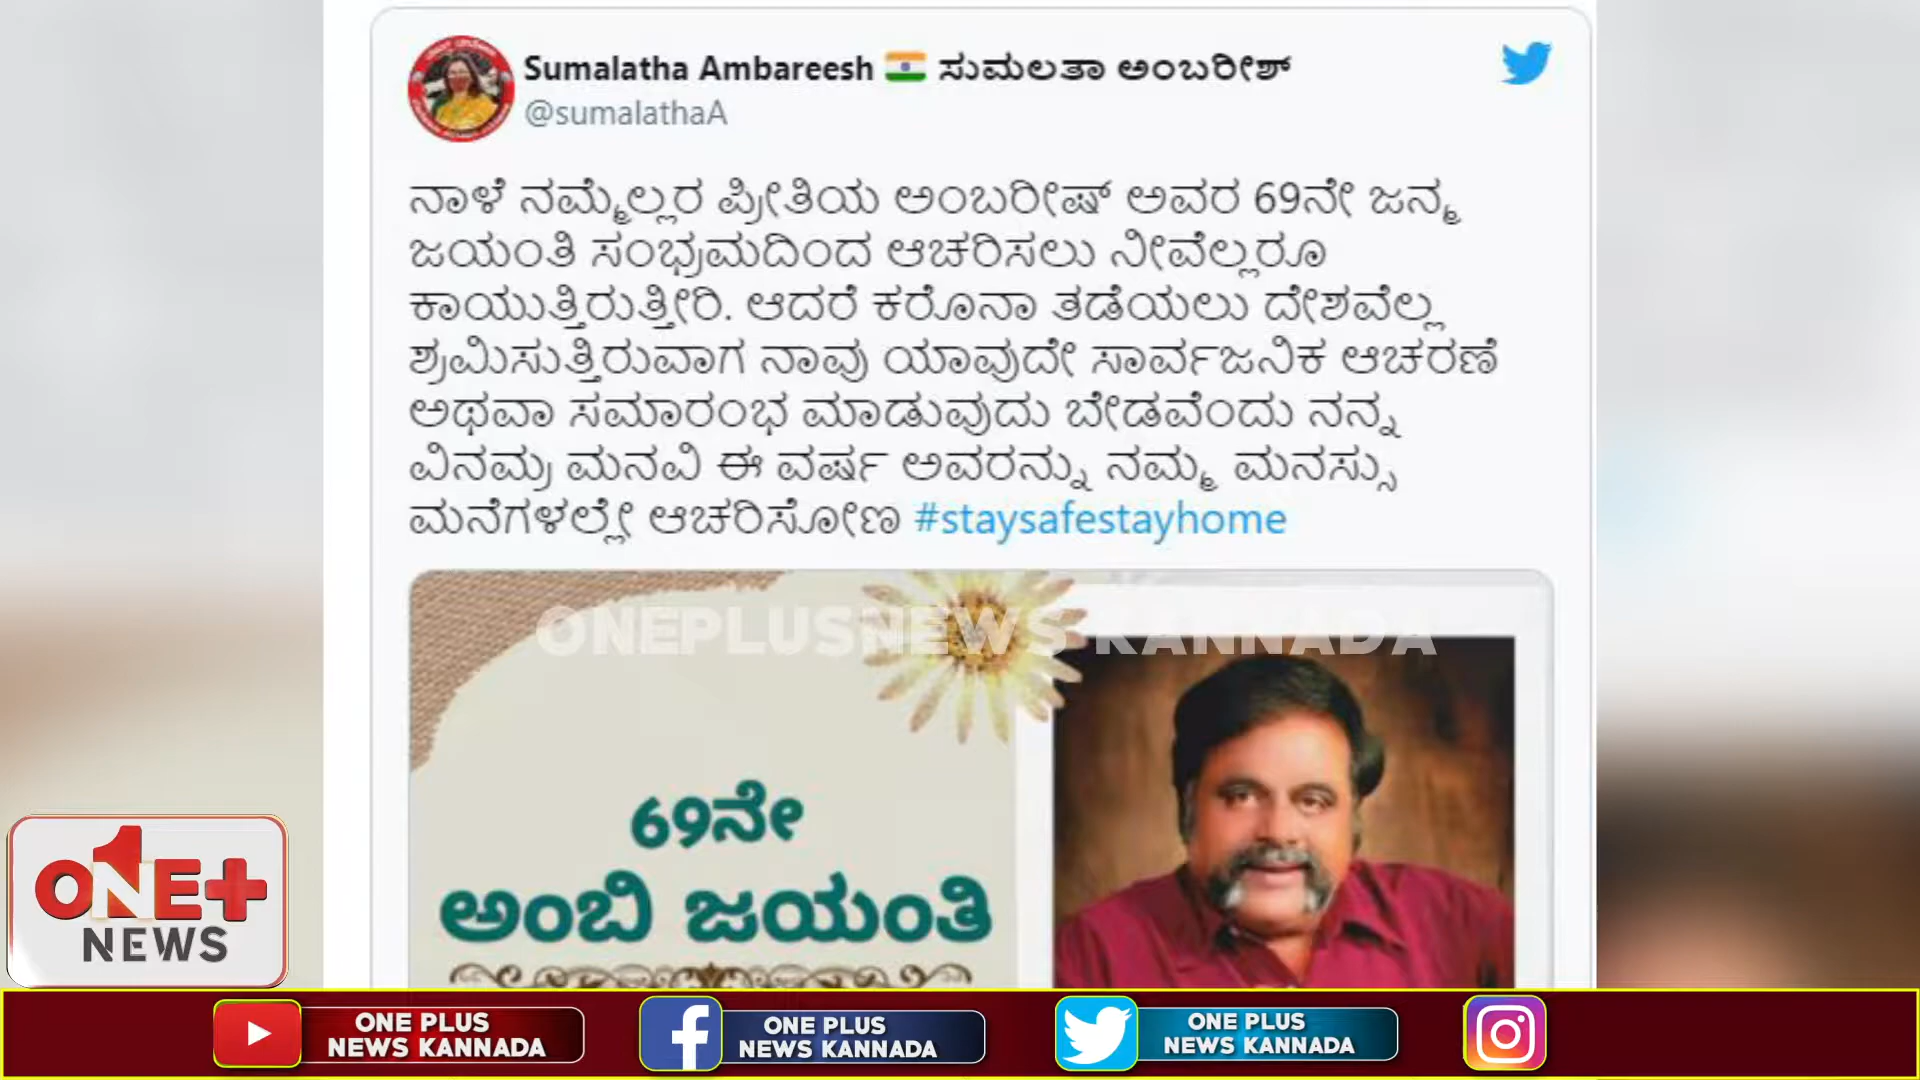 Sumalatha Ambareesh 🇮🇳 ಸುಮಲತಾ ಅಂಬರೀಶ್
@sumalathaA
ನಾಳೆ ನಮ್ಮೆಲ್ಲರ ಪ್ರೀತಿಯ ಅಂಬರೀಷ್ ಅವರ 69ನೇ ಜನ್ಮ
ಜಯಂತಿ ಸಂಭ್ರಮದಿಂದ ಆಚರಿಸಲು ನೀವೆಲ್ಲರೂ
ಕಾಯುತ್ತಿರುತ್ತೀರಿ. ಆದರೆ ಕರೊನಾ ತಡೆಯಲು ದೇಶವೆಲ್ಲ
ಶ್ರಮಿಸುತ್ತಿರುವಾಗ ನಾವು ಯಾವುದೇ ಸಾರ್ವಜನಿಕ ಆಚರಣೆ
ಅಥವಾ ಸಮಾರಂಭ ಮಾಡುವುದು ಬೇಡವೆಂದು ನನ್ನ
ವಿನಮ್ರ ಮನವಿ ಈ ವರ್ಷ ಅವರನ್ನು ನಮ್ಮ ಮನಸ್ಸು
ಮನೆಗಳಲ್ಲೇ ಆಚರಿಸೋಣ #staysafestayhome
ONEPLUSNEWS KANNADA
69ನೇ
ಅಂಬಿ ಜಯಂತಿ
1
ONE+
NEWS
ONE PLUS
NEWS KANNADA
ONE PLUS
NEWS KANNADA
ONE PLUS
NEWS KANNADA